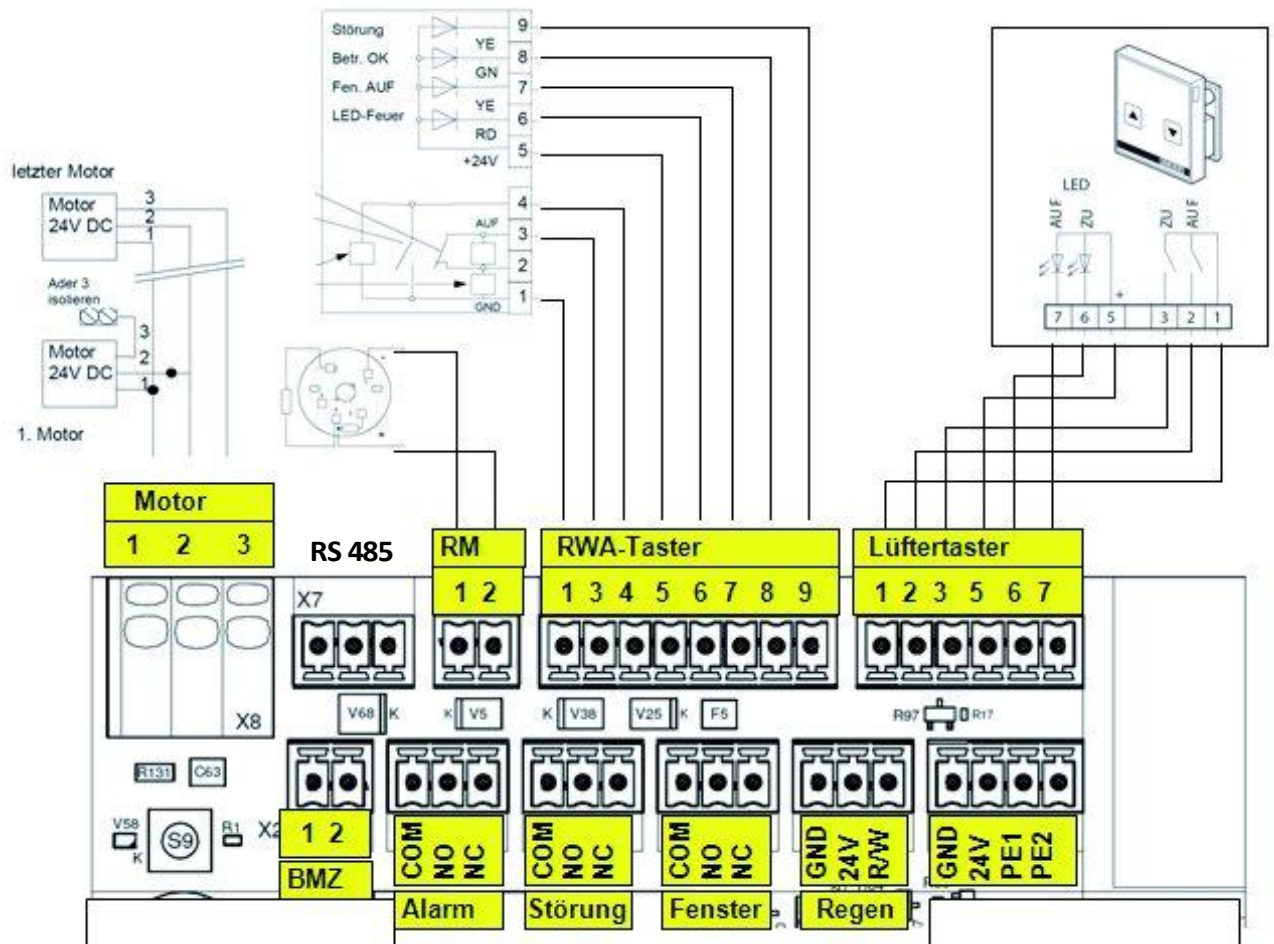 Störung
Betr. OK
Fen. AUF
LED-Feuer
9
YE
8
GN
7
YE
6
RD
5
+24V
4
AUF
3
2
1
GND
letzter Motor
Motor
24V DC
3
2
1
Ader 3
isolieren
3
Motor
24V DC
2
1
1. Motor
-
+
LED
AUF ZU ZU AUF
+
7 6 5 3 2 1
Motor
1 2 3
RS 485
RM
1 2
RWA-Taster
1 3 4 5 6 7 8 9
Lüftertaster
1 2 3 5 6 7
X7
X8
V68 K
K V5
K V38
V25 K
F5
R97
R17
R131
C63
V58
K
S9
R1
1 2
BMZ
COM
NO
NC
Alarm
COM
NO
NC
Störung
COM
NO
NC
Fenster
GND
24V
R/W
Regen
GND
24V
PE1
PE2